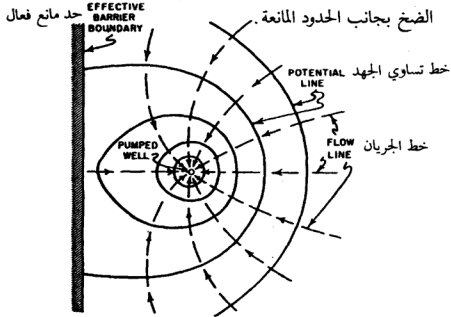 الضخ بجانب الحدود المانعة .
حد مانع فعال
EFFECTIVE
BARRIER
BOUNDARY
خط تساوي الجهد
POTENTIAL
LINE
خط الجريان
FLOW
LINE
PUMPED
WELL